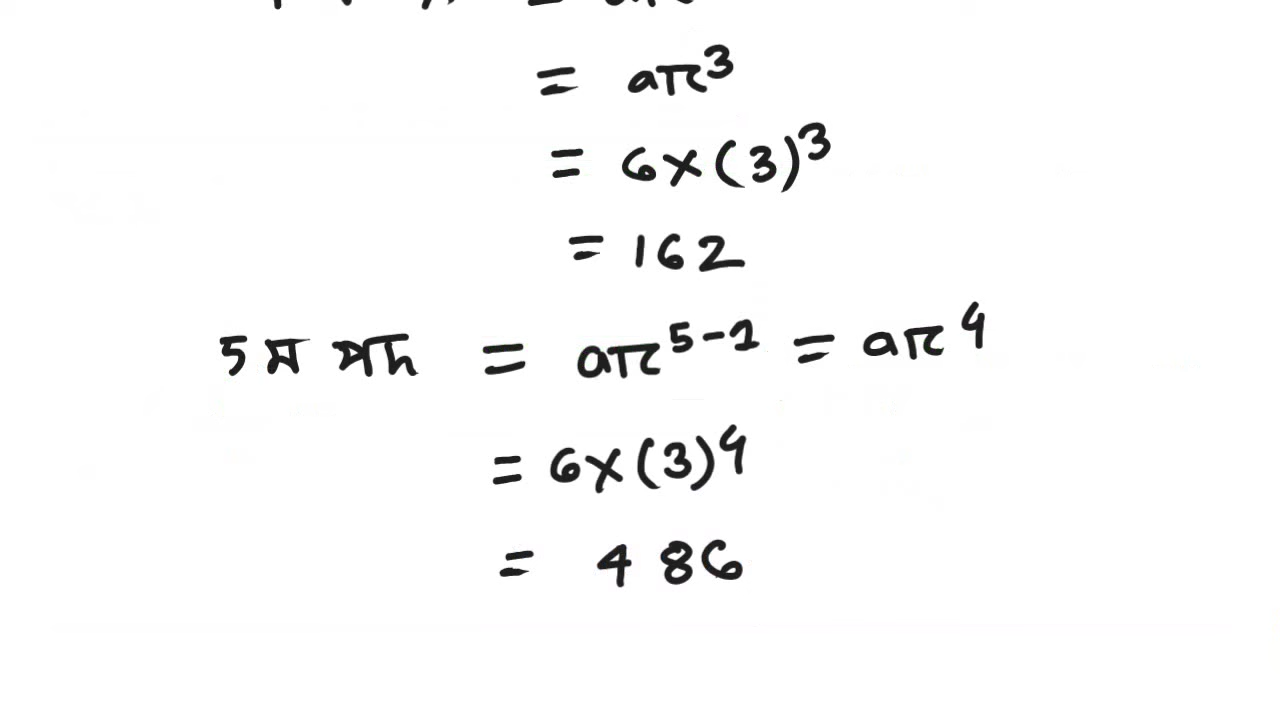 = ar³
= 6×(3)³
= 162
5ম পদ = ar⁵⁻¹ = ar⁴
= 6×(3)⁴
= 486